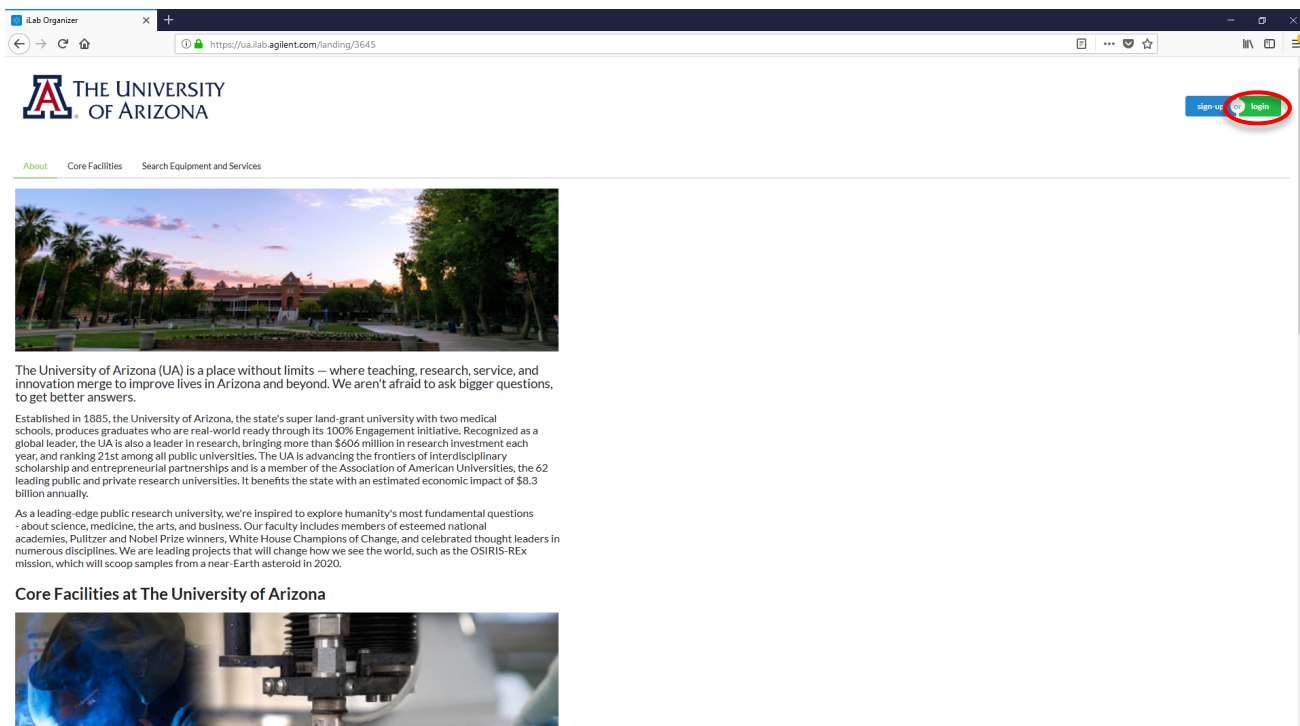 iLab Organizer
https://ua.ilab.agilent.com/landing/3645
THE UNIVERSITY
OF ARIZONA
sign-up or login
About Core Facilities Search Equipment and Services
The University of Arizona (UA) is a place without limits — where teaching, research, service, and
innovation merge to improve lives in Arizona and beyond. We aren't afraid to ask bigger questions,
to get better answers.
Established in 1885, the University of Arizona, the state's super land-grant university with two medical
schools, produces graduates who are real-world ready through its 100% Engagement initiative. Recognized as a
global leader, the UA is also a leader in research, bringing more than $606 million in research investment each
year, and ranking 21st among all public universities. The UA is advancing the frontiers of interdisciplinary
scholarship and entrepreneurial partnerships and is a member of the Association of American Universities, the 62
leading public and private research universities. It benefits the state with an estimated economic impact of $8.3
billion annually.
As a leading-edge public research university, we're inspired to explore humanity's most fundamental questions
- about science, medicine, the arts, and business. Our faculty includes members of esteemed national
academies, Pulitzer and Nobel Prize winners, White House Champions of Change, and celebrated thought leaders in
numerous disciplines. We are leading projects that will change how we see the world, such as the OSIRIS-REx
mission, which will scoop samples from a near-Earth asteroid in 2020.
Core Facilities at The University of Arizona